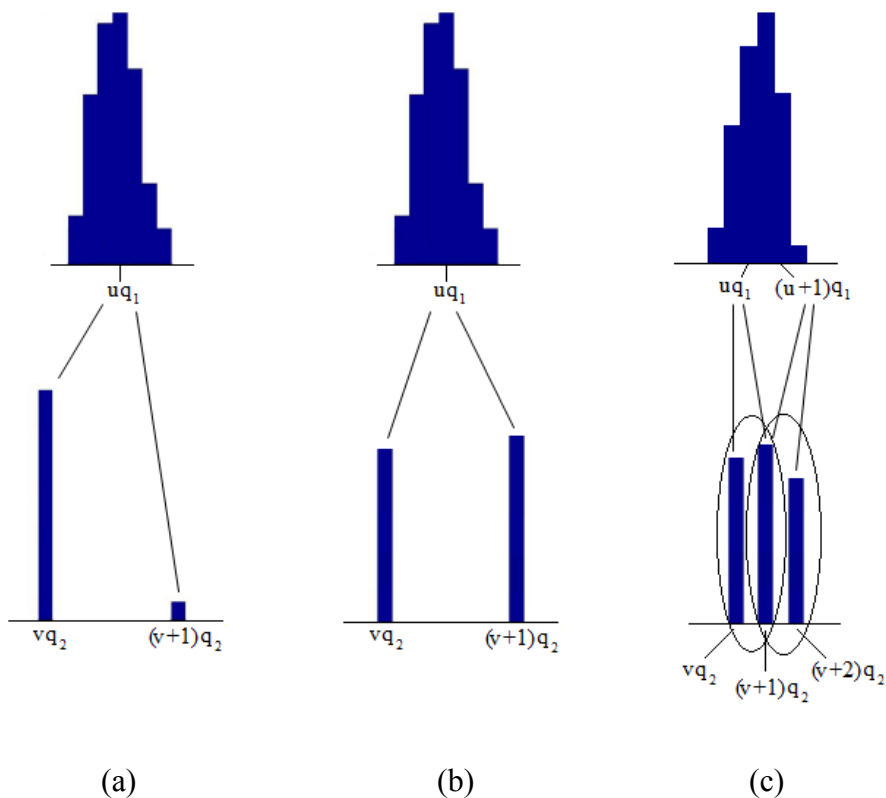 uq₁
uq₁
uq₁ (u+1)q₁
vq₂ (v+1)q₂
vq₂ (v+1)q₂
vq₂ (v+1)q₂ (v+2)q₂
(a) (b) (c)